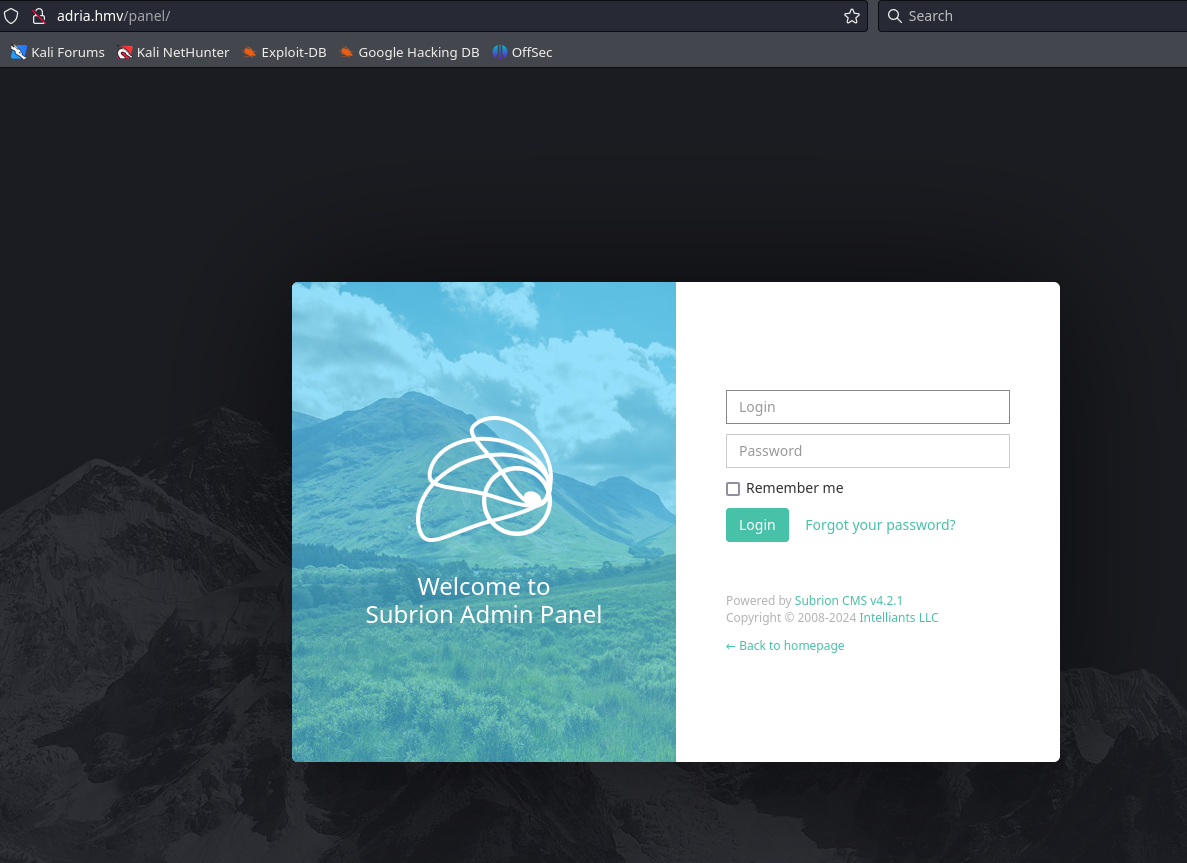 adria.hmv/panel/
Search
Kali Forums Kali NetHunter Exploit-DB Google Hacking DB OffSec
Welcome to
Subrion Admin Panel
Login
Password
Remember me
Login Forgot your password?
Powered by Subrion CMS v4.2.1
Copyright © 2008-2024 Intelliants LLC
← Back to homepage